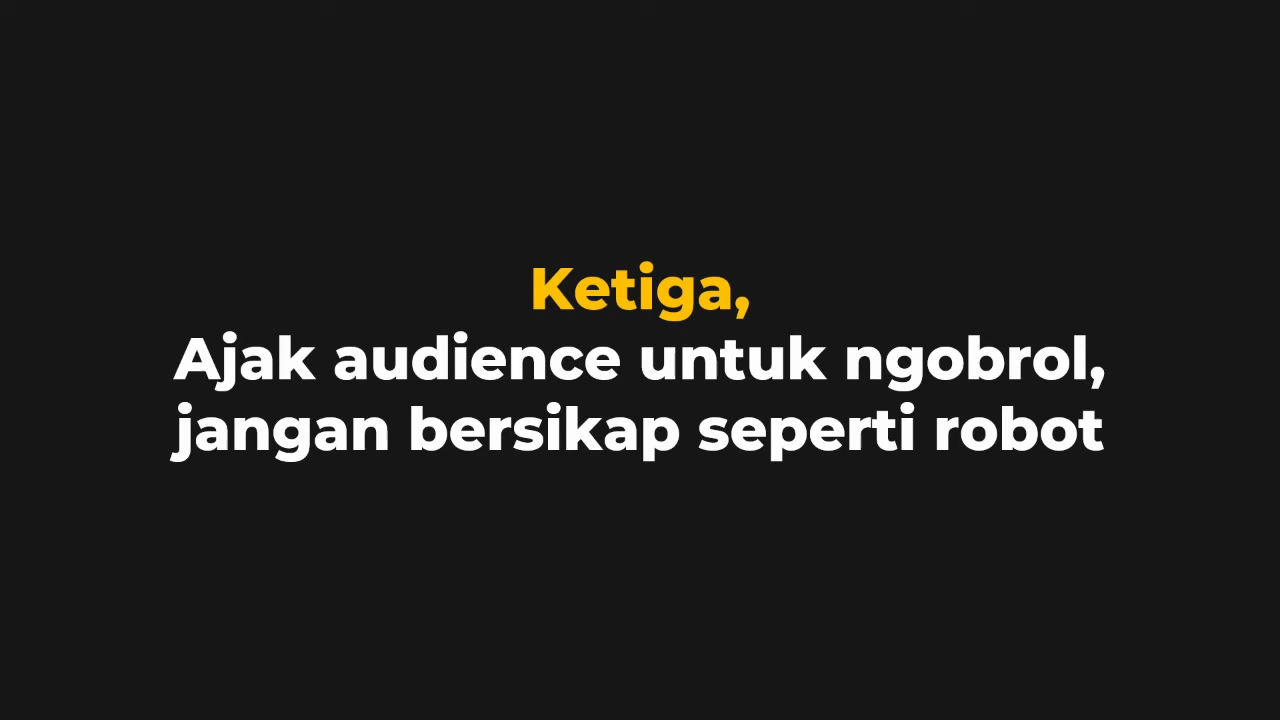 Ketiga,
Ajak audience untuk ngobrol,
jangan bersikap seperti robot